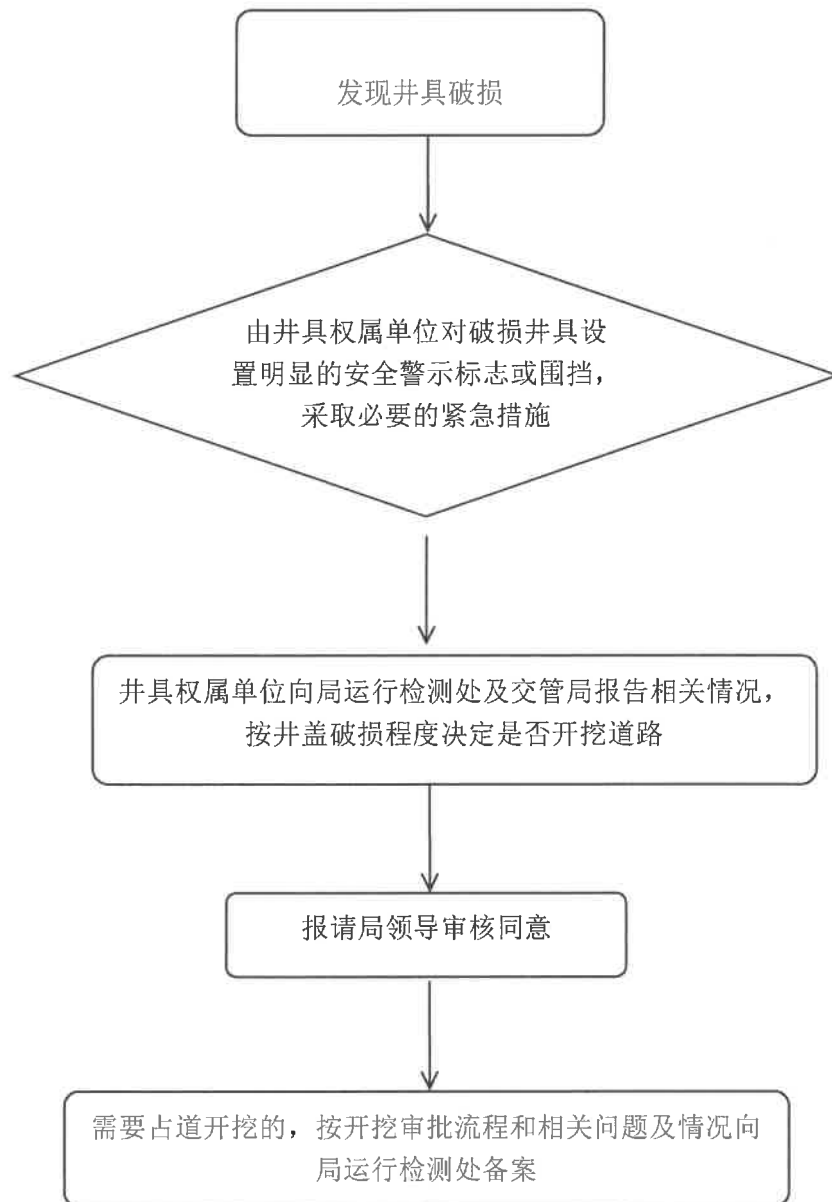 发现井具破损
由井具权属单位对破损井具设
置明显的安全警示标志或围挡，
采取必要的紧急措施
井具权属单位向局运行检测处及交管局报告相关情况，
按井盖破损程度决定是否开挖道路
报请局领导审核同意
需要占道开挖的，按开挖审批流程和相关问题及情况向
局运行检测处备案